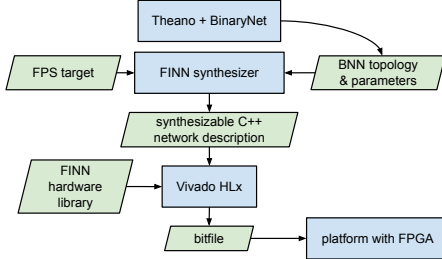 Theano + BinaryNet
FPS target
FINN synthesizer
BNN topology
& parameters
synthesizable C++
network description
FINN
hardware
library
Vivado HLx
bitfile
platform with FPGA